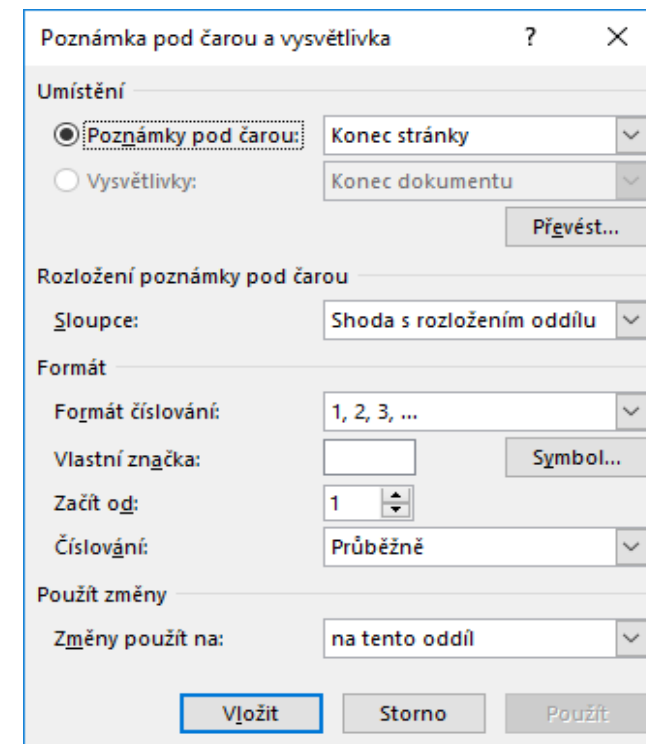 Poznámka pod čarou a vysvětlivka ? ×
Umístění
Poznámky pod čarou: Konec stránky
Vysvětlivky: Konec dokumentu
Převést...
Rozložení poznámky pod čarou
Sloupce: Shoda s rozložením oddílu
Formát
Formát číslování: 1, 2, 3, ...
Vlastní značka: Symbol...
Začít od: 1
Číslování: Průběžně
Použít změny
Změny použít na: na tento oddíl
Vložit Storno Použít